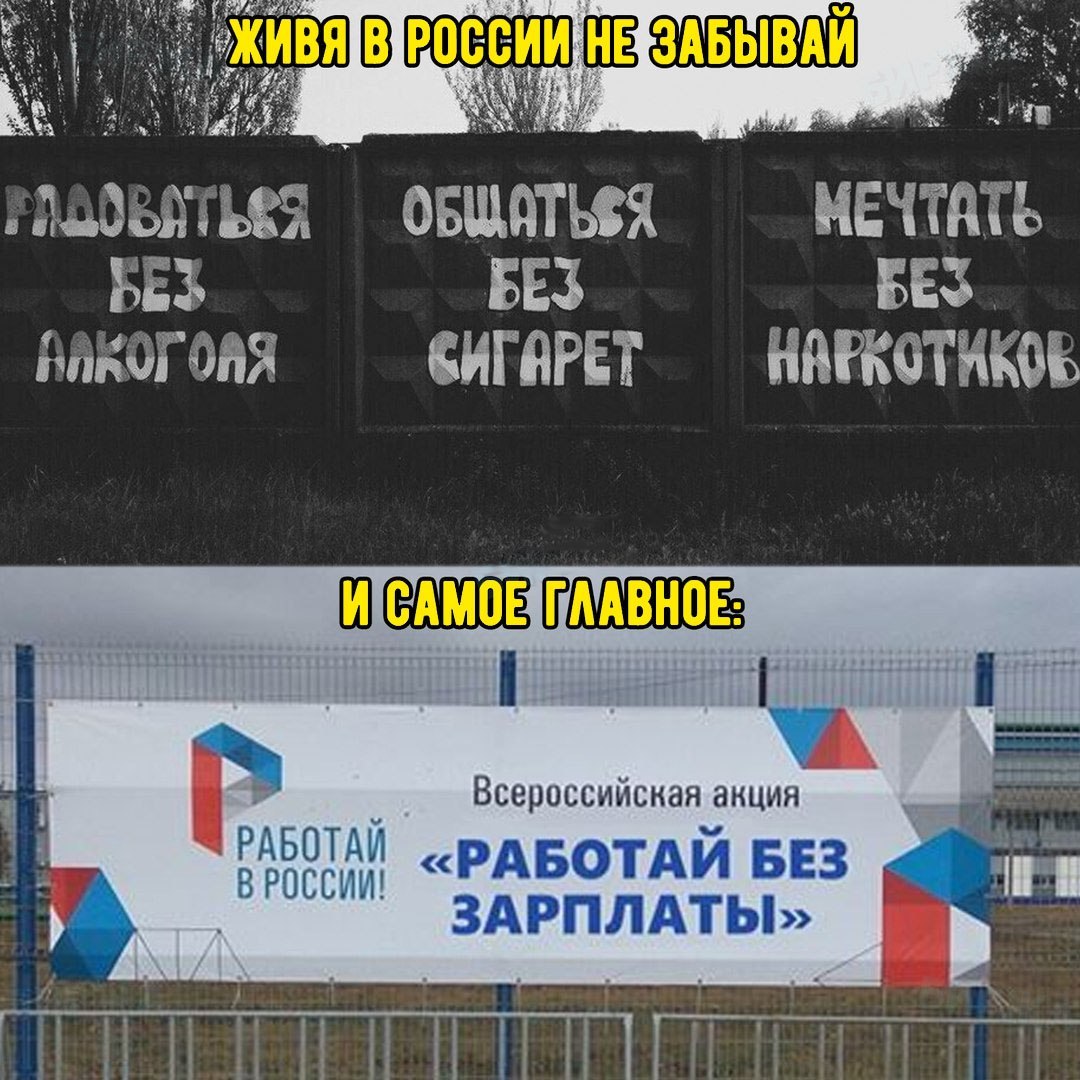 ЖИВЯ В РОССИИ НЕ ЗАБЫВАЙ
РАДОВАТЬСЯ
БЕЗ
АЛКОГОЛЯ
ОБЩАТЬСЯ
БЕЗ
СИГАРЕТ
МЕЧТАТЬ
БЕЗ
НАРКОТИКОВ
И САМОЕ ГЛАВНОЕ:
РАБОТАЙ
В РОССИИ!
Всероссийская акция
«РАБОТАЙ БЕЗ
ЗАРПЛАТЫ»